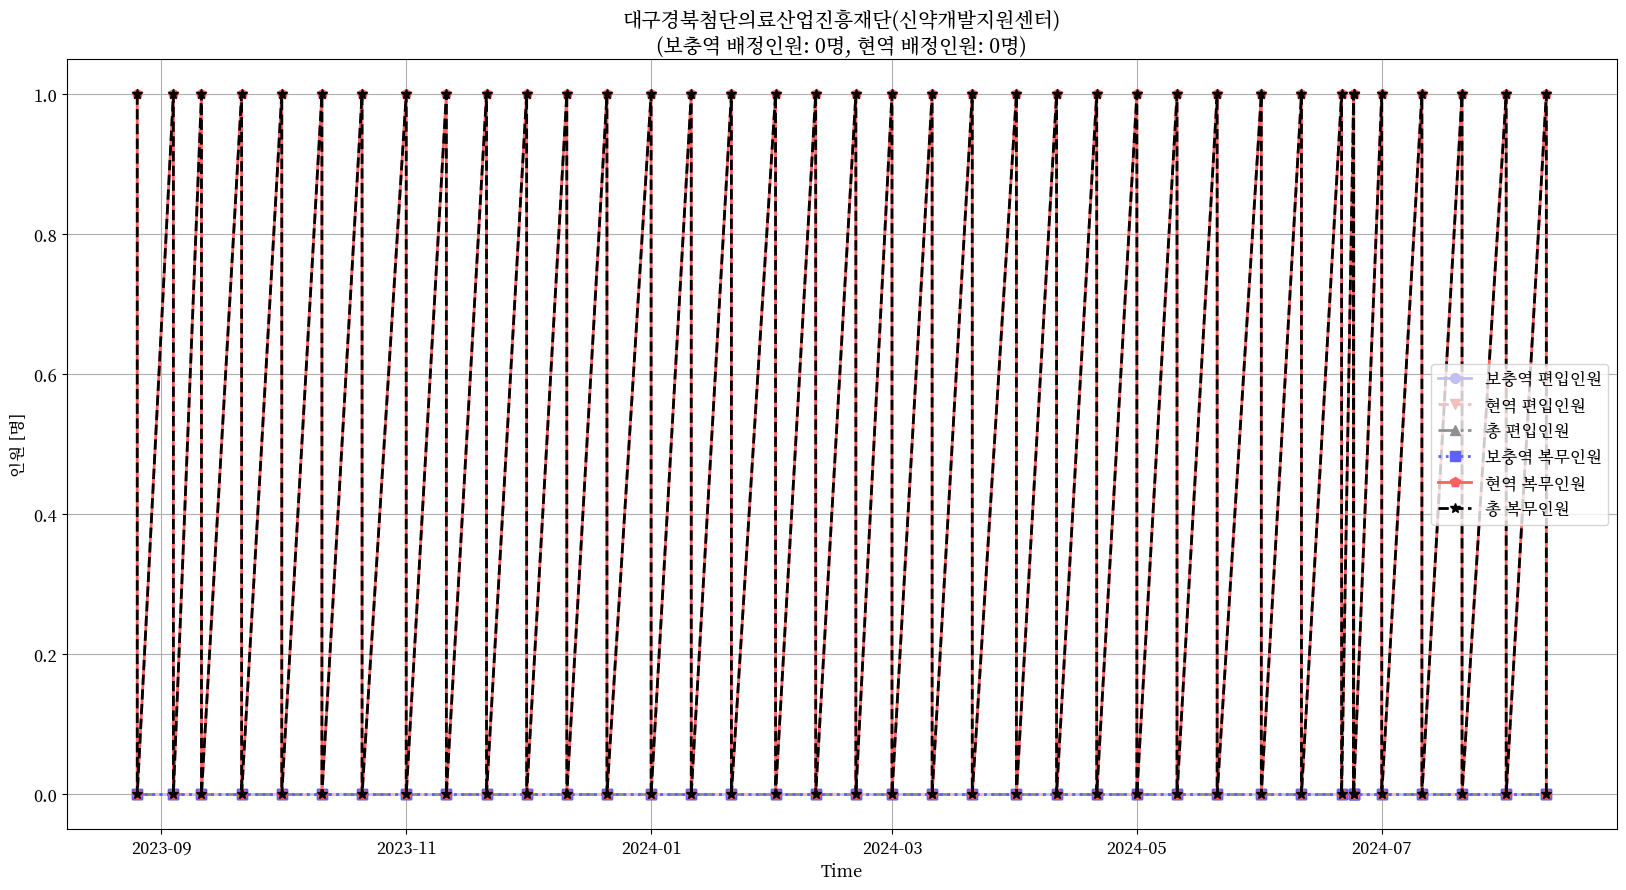 대구경북첨단의료산업진흥재단(신약개발지원센터)
(보충역 배정인원: 0명, 현역 배정인원: 0명)
인원 [명]
1.0
0.8
0.6
0.4
0.2
0.0
보충역 편입인원
현역 편입인원
총 편입인원
보충역 복무인원
현역 복무인원
총 복무인원
2023-09
2023-11
2024-01
2024-03
2024-05
2024-07
Time